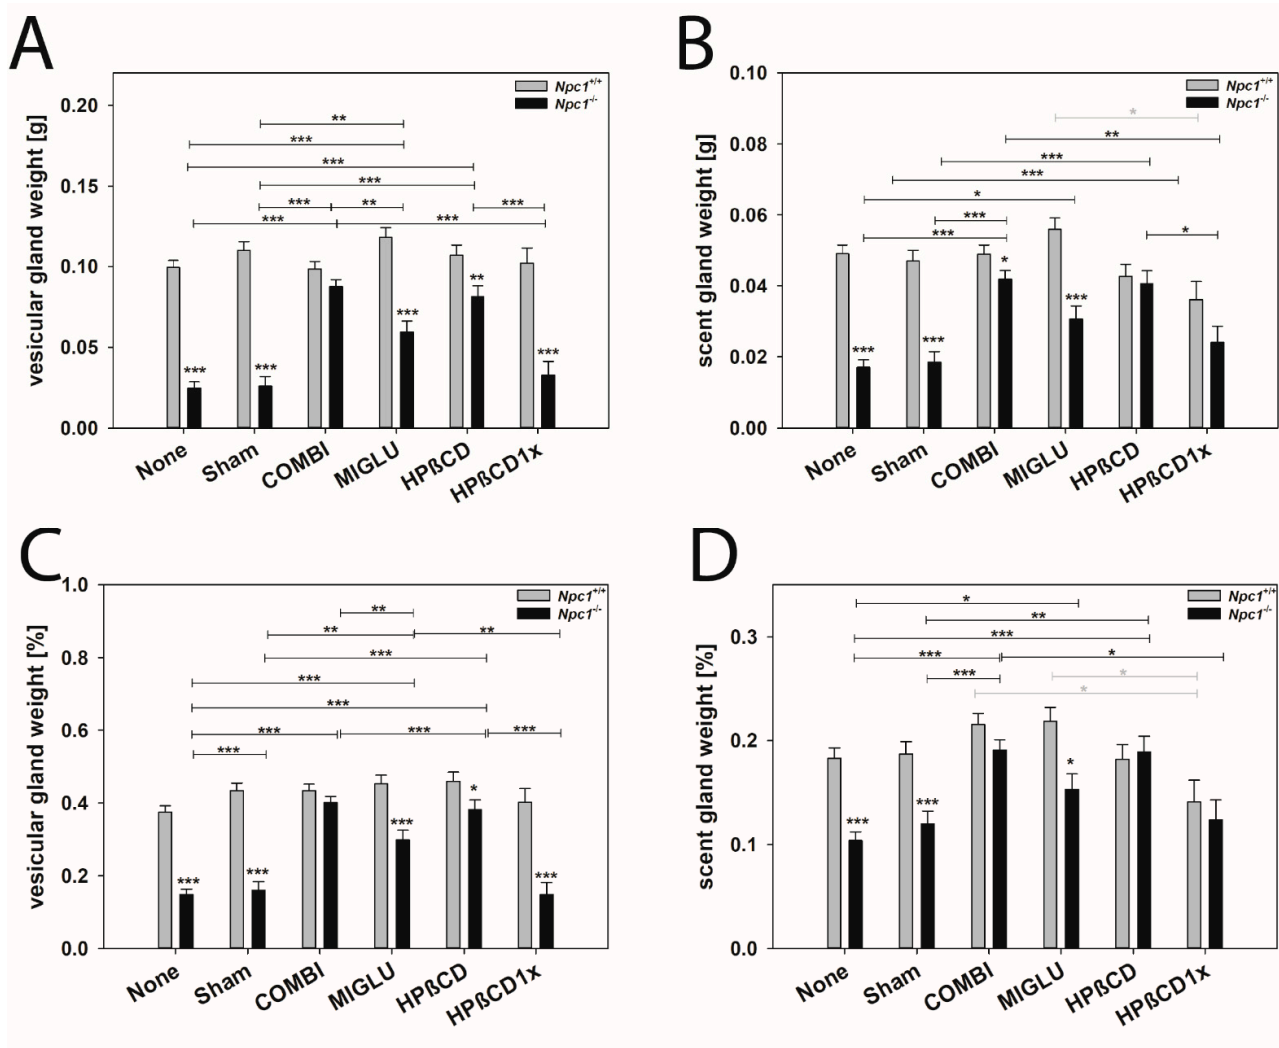 A
vesicular gland weight [g]
0.20
0.15
0.10
0.05
0.00
Npc1+/+
Npc1-/-
**
***
***
***
*** ** ***
*** ***
***
***
***
**
***
None Sham COMBI MIGLU HPßCD HPßCD1x
B
scent gland weight [g]
0.10
0.08
0.06
0.04
0.02
0.00
Npc1+/+
Npc1-/-
*
**
***
***
*
***
***
*
*
***
***
***
None Sham COMBI MIGLU HPßCD HPßCD1x
C
vesicular gland weight [%]
1.0
0.8
0.6
0.4
0.2
0.0
Npc1+/+
Npc1-/-
**
** **
***
***
***
*** *** ***
***
*
***
***
***
***
None Sham COMBI MIGLU HPßCD HPßCD1x
D
scent gland weight [%]
0.3
0.2
0.1
0.0
Npc1+/+
Npc1-/-
*
**
***
*** *
*** *
*
*
***
***
None Sham COMBI MIGLU HPßCD HPßCD1x